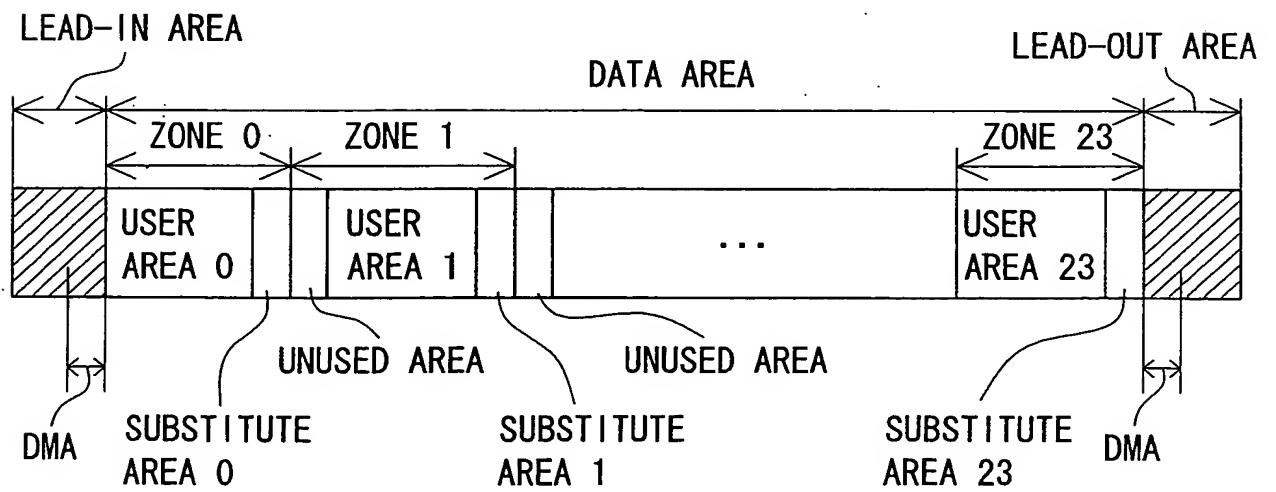 LEAD-IN AREA
LEAD-OUT AREA
DATA AREA
ZONE 0
ZONE 1
ZONE 23
USER
AREA 0
USER
AREA 1
...
USER
AREA 23
UNUSED AREA
UNUSED AREA
DMA
SUBSTITUTE
AREA 0
SUBSTITUTE
AREA 1
SUBSTITUTE
AREA 23
DMA